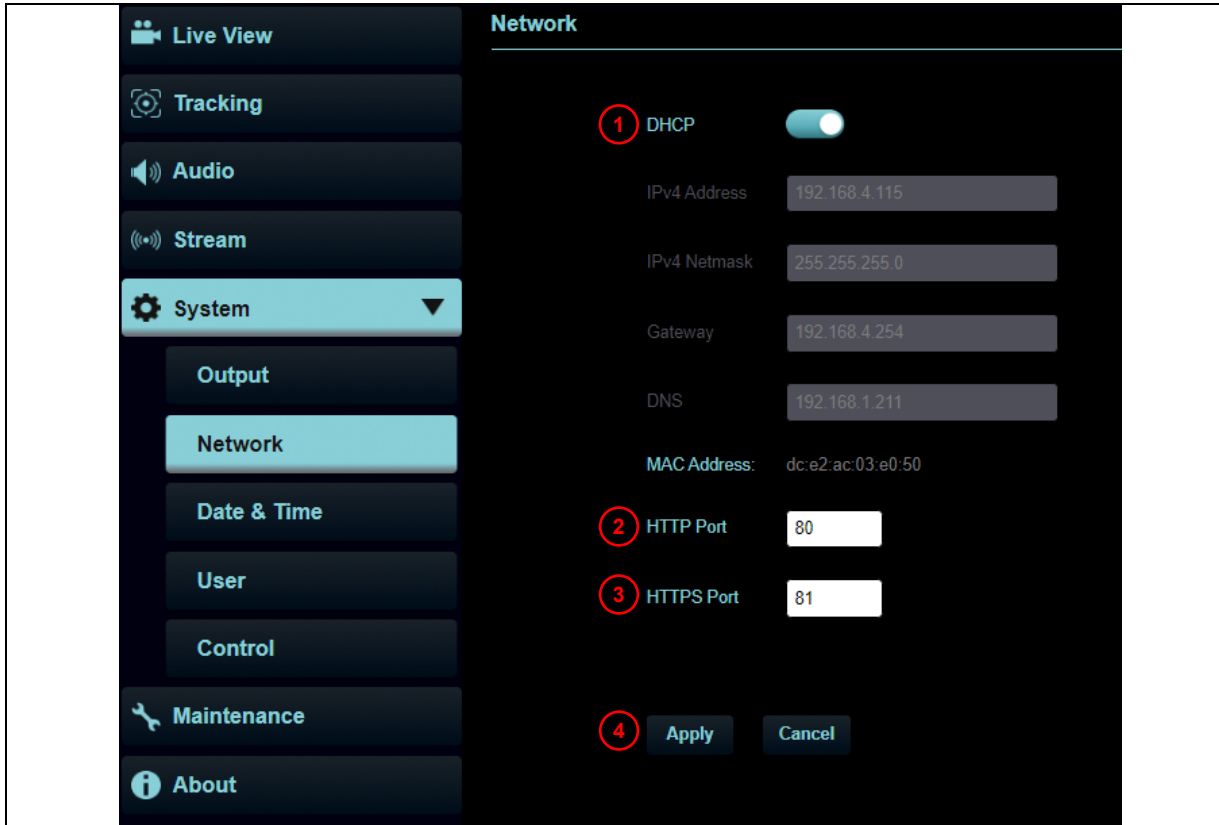 Live View
Tracking
Audio
Stream
System
Output
Network
Date & Time
User
Control
Maintenance
About
Network
1 DHCP
IPv4 Address 192.168.4.115
IPv4 Netmask 255.255.255.0
Gateway 192.168.4.254
DNS 192.168.1.211
MAC Address: dc:e2:ac:03:e0:50
2 HTTP Port 80
3 HTTPS Port 81
4 Apply Cancel